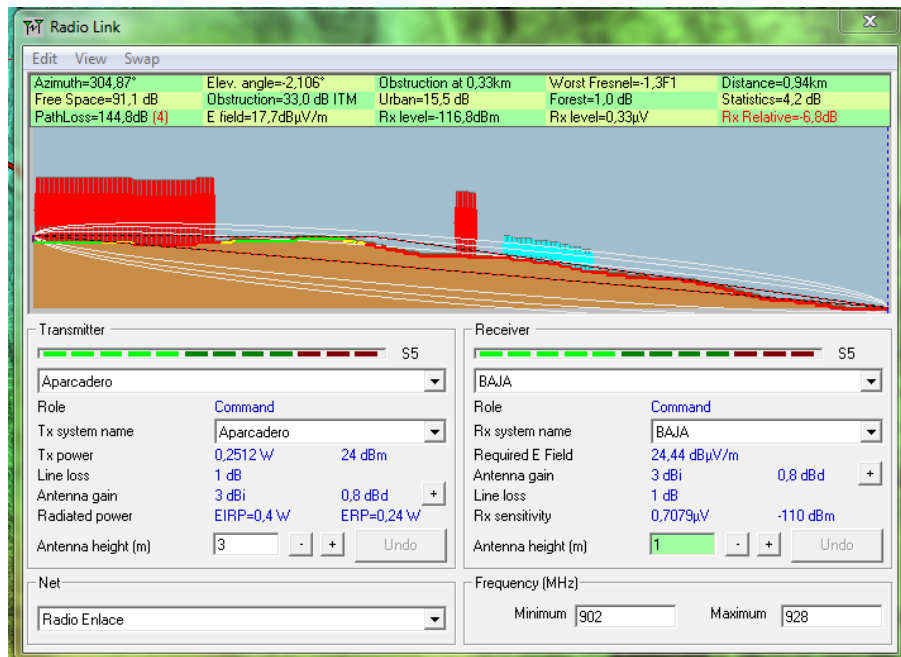 Radio Link
Edit View Swap
Azimuth=304,87° Elev. angle=-2,106° Obstruction at 0,33km Worst Fresnel=-1,3F1 Distance=0,94km
Free Space=91,1 dB Obstruction=33,0 dB ITM Urban=15,5 dB Forest=1,0 dB Statistics=4,2 dB
PathLoss=144,8dB (4) E field=17,7dBµV/m Rx level=-116,8dBm Rx level=0,33µV Rx Relative=-6,8dB
Transmitter
S5
Aparcadero
Role Command
Tx system name Aparcadero
Tx power 0,2512 W 24 dBm
Line loss 1 dB
Antenna gain 3 dBi 0,8 dBd +
Radiated power EIRP=0,4 W ERP=0,24 W
Antenna height (m) 3 - + Undo
Net
Radio Enlace
Receiver
S5
BAJA
Role Command
Rx system name BAJA
Required E Field 24,44 dBµV/m
Antenna gain 3 dBi 0,8 dBd +
Line loss 1 dB
Rx sensitivity 0,7079µV -110 dBm
Antenna height (m) 1 - + Undo
Frequency (MHz)
Minimum 902 Maximum 928